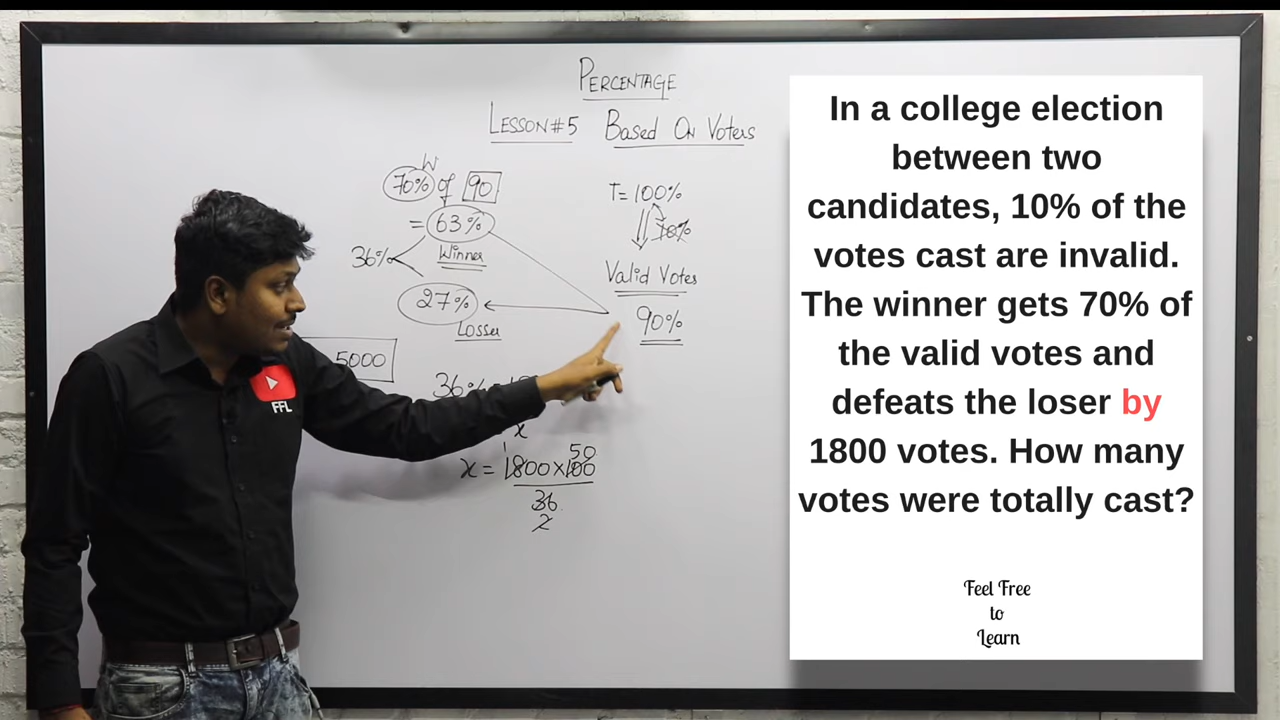 PERCENTAGE
LESSON#5 Based On Voters
W
70% of 90
= 63%
Winner
36%
27%
Losser
5000
36%
x
x = 1800×100
50
36
2
T= 100%
10%
Valid Votes
90%
FFL
In a college election
between two
candidates, 10% of the
votes cast are invalid.
The winner gets 70% of
the valid votes and
defeats the loser by
1800 votes. How many
votes were totally cast?
Feel Free
to
Learn